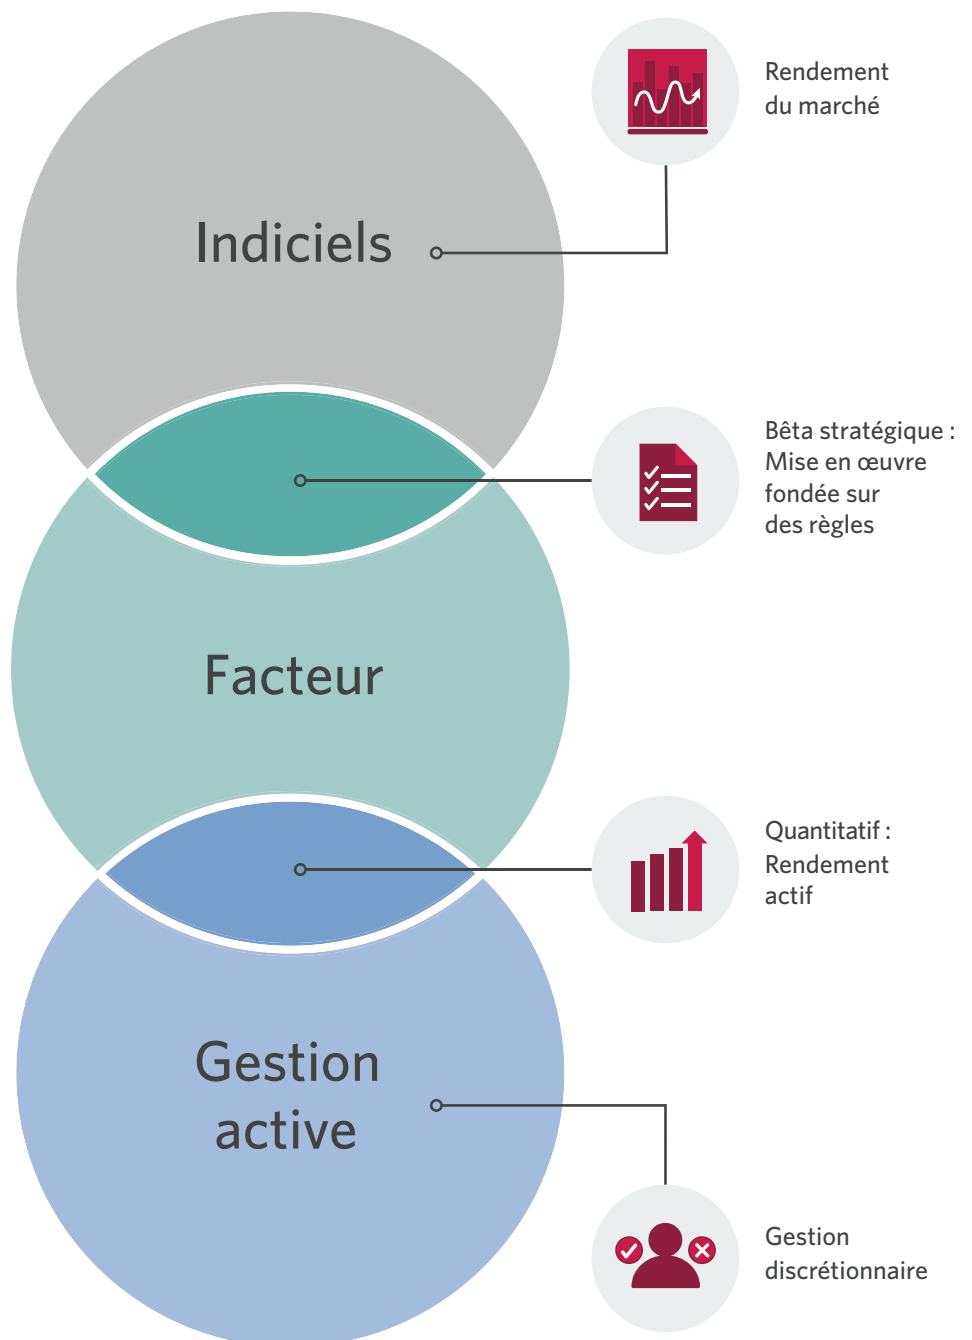 Rendement
du marché
Indiciels
Bêta stratégique :
Mise en œuvre
fondée sur
des règles
Facteur
Quantitatif :
Rendement
actif
Gestion
active
Gestion
discrétionnaire